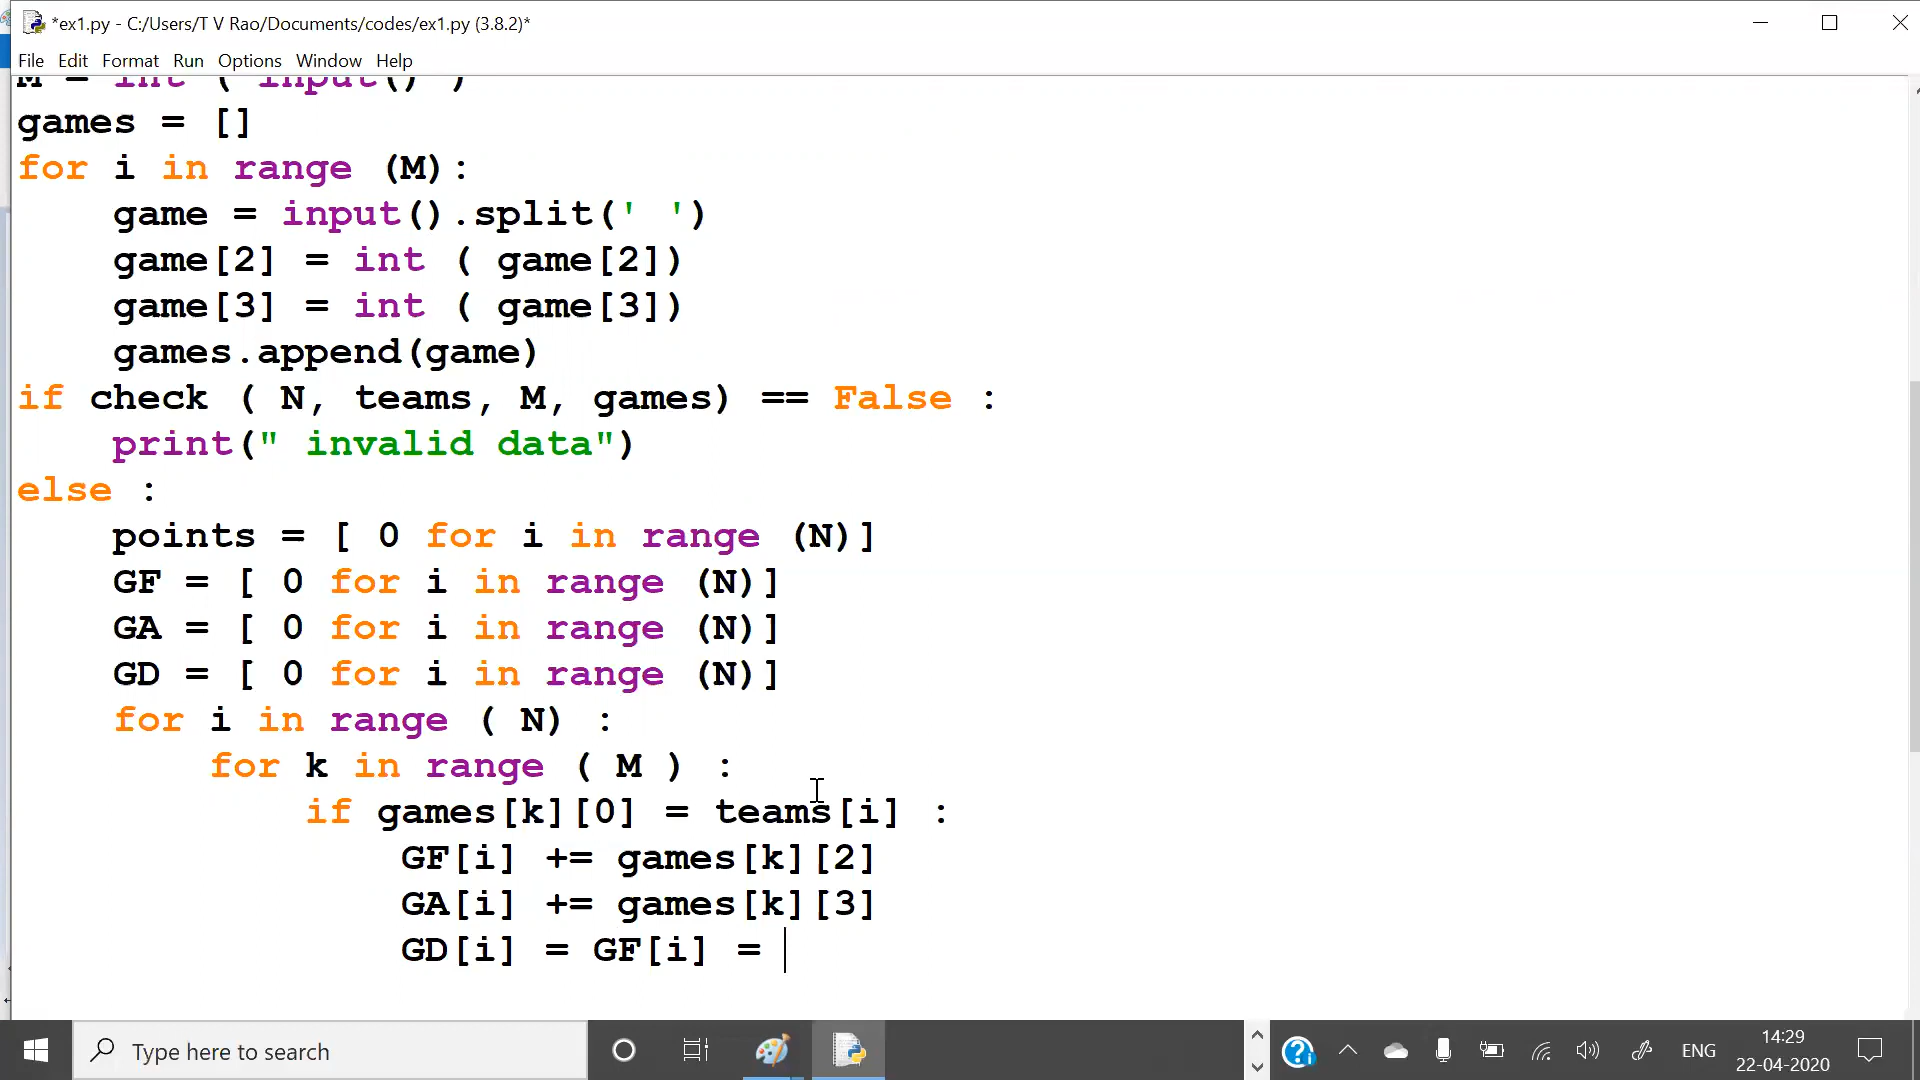 *ex1.py - C:/Users/T V Rao/Documents/codes/ex1.py (3.8.2)*
File Edit Format Run Options Window Help
M = int ( input() )
games = []
for i in range (M):
    game = input().split(' ')
    game[2] = int ( game[2])
    game[3] = int ( game[3])
    games.append(game)
if check ( N, teams, M, games) == False :
    print(" invalid data")
else :
    points = [ 0 for i in range (N)]
    GF = [ 0 for i in range (N)]
    GA = [ 0 for i in range (N)]
    GD = [ 0 for i in range (N)]
    for i in range ( N) :
        for k in range ( M ) :
            if games[k][0] = teams[i] :
                GF[i] += games[k][2]
                GA[i] += games[k][3]
                GD[i] = GF[i] =
Type here to search
ENG
14:29
22-04-2020